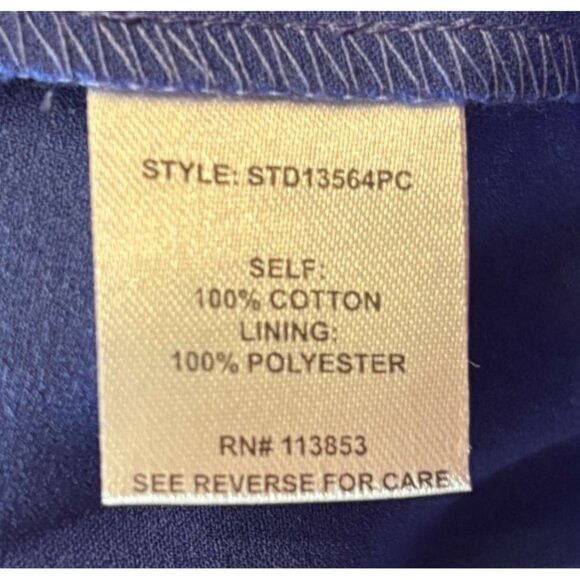 STYLE: STD13564PC
SELF:
100% COTTON
LINING:
100% POLYESTER
RN# 113853
SEE REVERSE FOR CARE